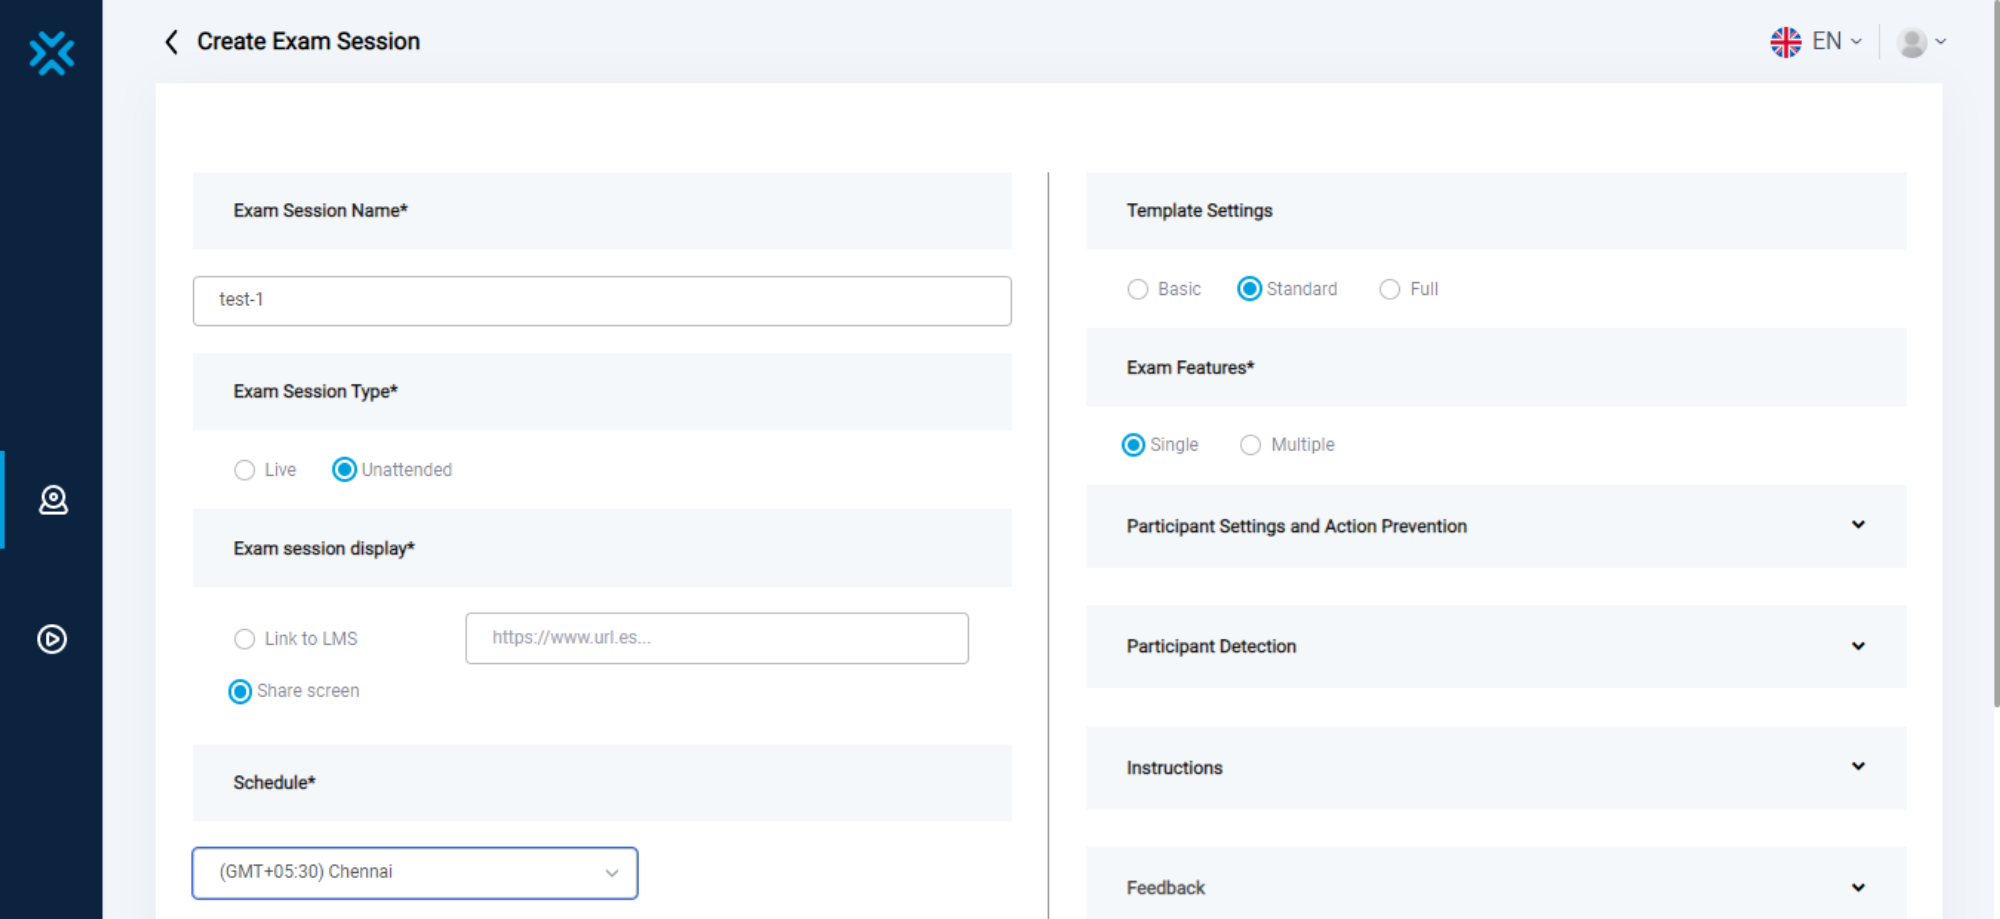 Create Exam Session
EN
Exam Session Name*
test-1
Exam Session Type*
Live
Unattended
Exam session display*
Link to LMS
https://www.url.es...
Share screen
Schedule*
(GMT+05:30) Chennai
Template Settings
Basic
Standard
Full
Exam Features*
Single
Multiple
Participant Settings and Action Prevention
Participant Detection
Instructions
Feedback